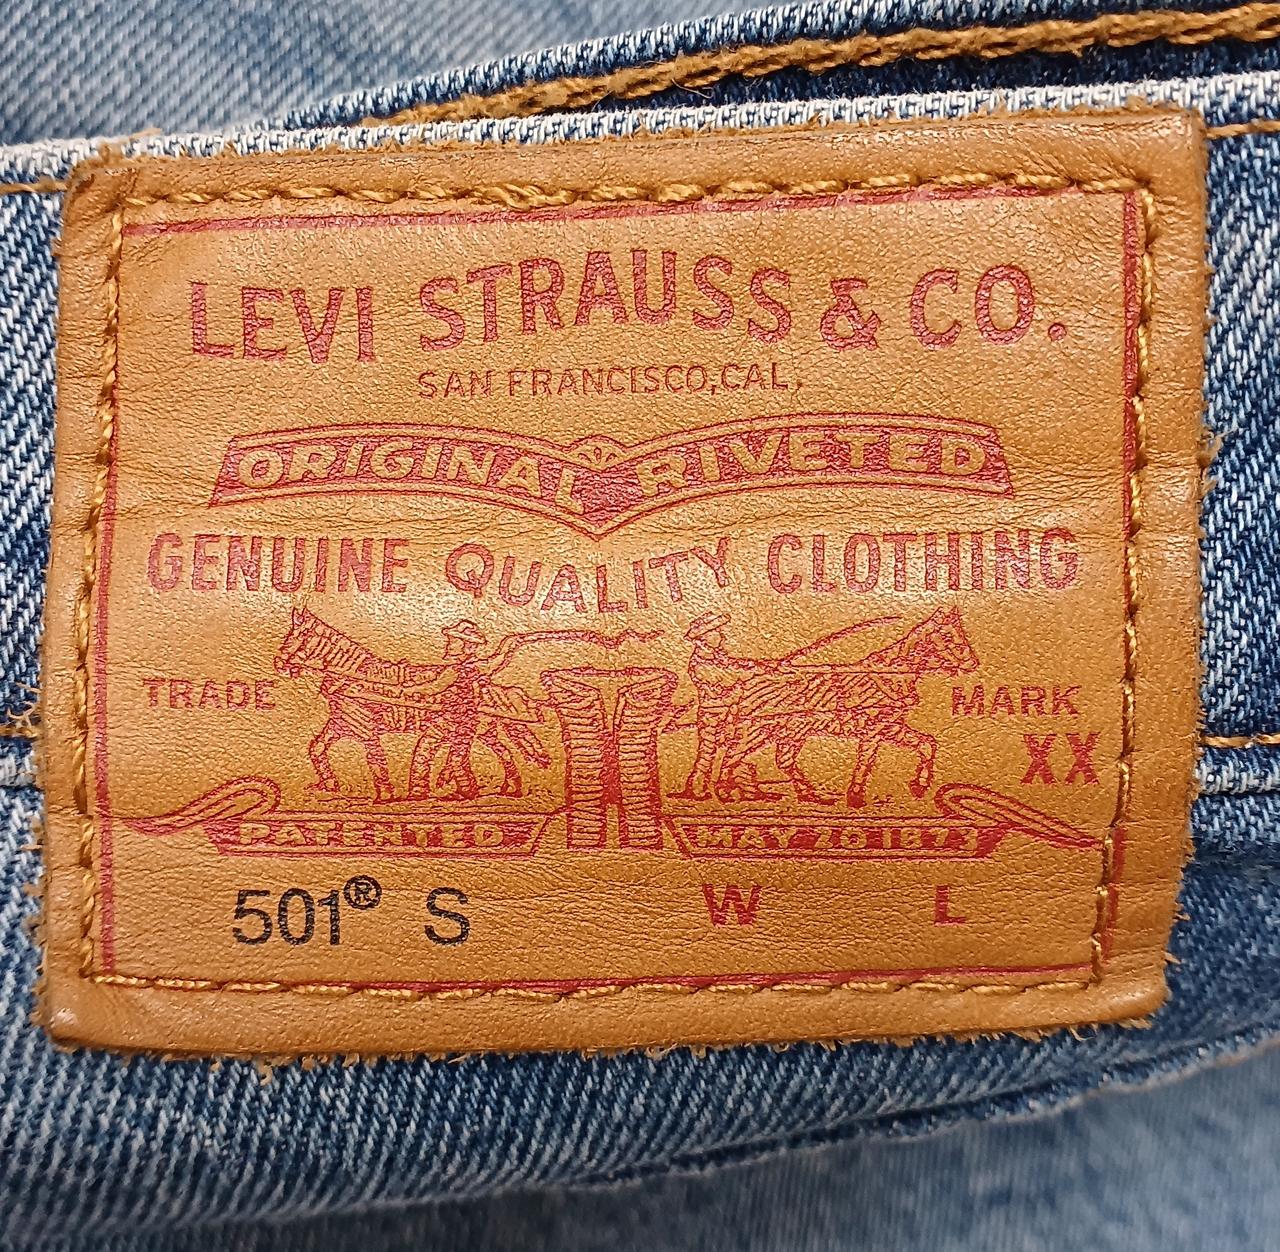 LEVI STRAUSS & CO.
SAN FRANCISCO, CAL.
ORIGINAL RIVETED
GENUINE QUALITY CLOTHING
TRADE MARK
XX
PATENTED MAY 20 1873
501® S W L